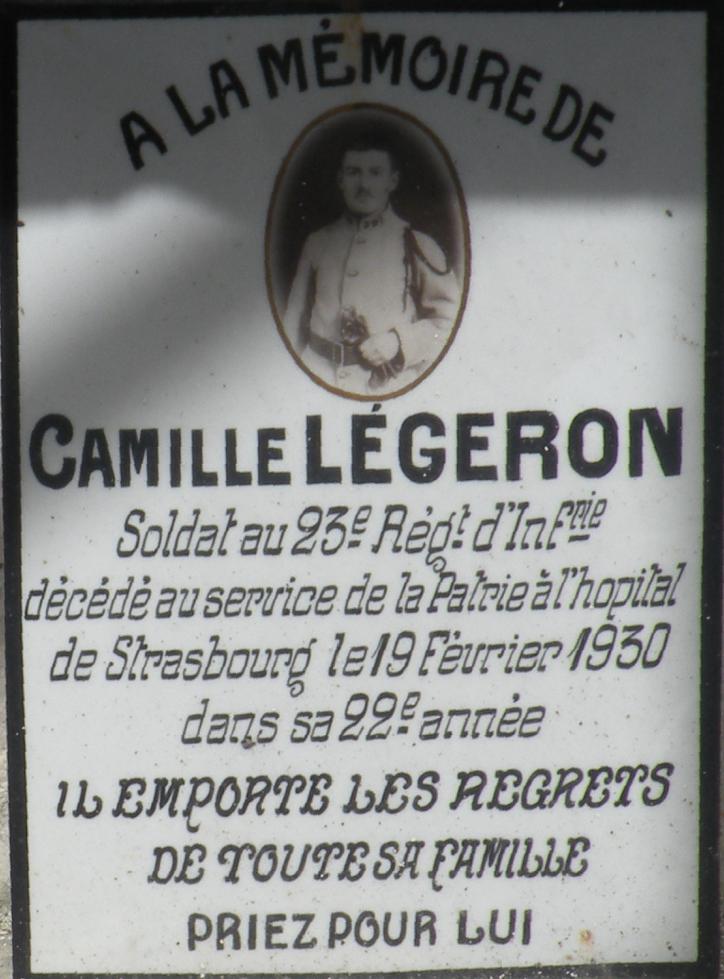 A LA MÉMOIRE DE
CAMILLE LÉGERON
Soldat au 23e Régt d'Infrie
décédé au service de la Patrie à l'hopital
de Strasbourg le 19 Février 1930
dans sa 22e année
IL EMPORTE LES REGRETS
DE TOUTE SA FAMILLE
PRIEZ POUR LUI